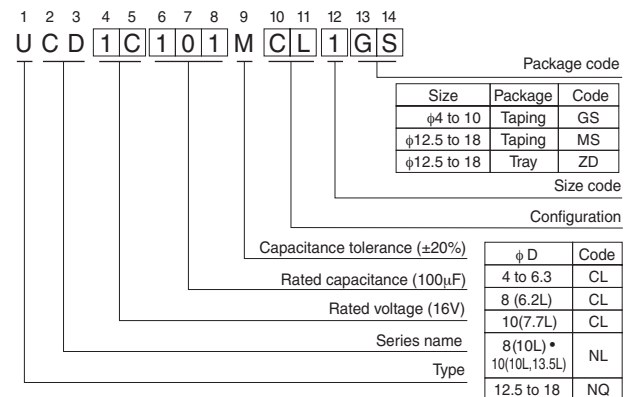 1 2 3 4 5 6 7 8 9 10 11 12 13 14
U C D 1 C 1 0 1 M C L 1 G S
Package code
Size Package Code
ϕ4 to 10 Taping GS
ϕ12.5 to 18 Taping MS
ϕ12.5 to 18 Tray ZD
Size code
Configuration
Capacitance tolerance (±20%)
Rated capacitance (100µF)
Rated voltage (16V)
Series name
Type
ϕ D Code
4 to 6.3 CL
8 (6.2L) CL
10(7.7L) CL
8(10L) •
10(10L,13.5L) NL
12.5 to 18 NQ